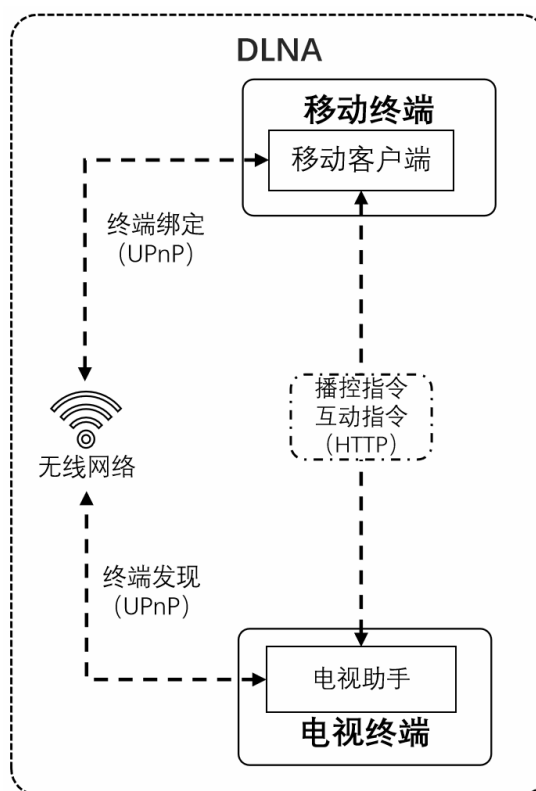 DLNA
移动终端
移动客户端
终端绑定
（UPnP）
播控指令
互动指令
（HTTP）
无线网络
终端发现
（UPnP）
电视助手
电视终端